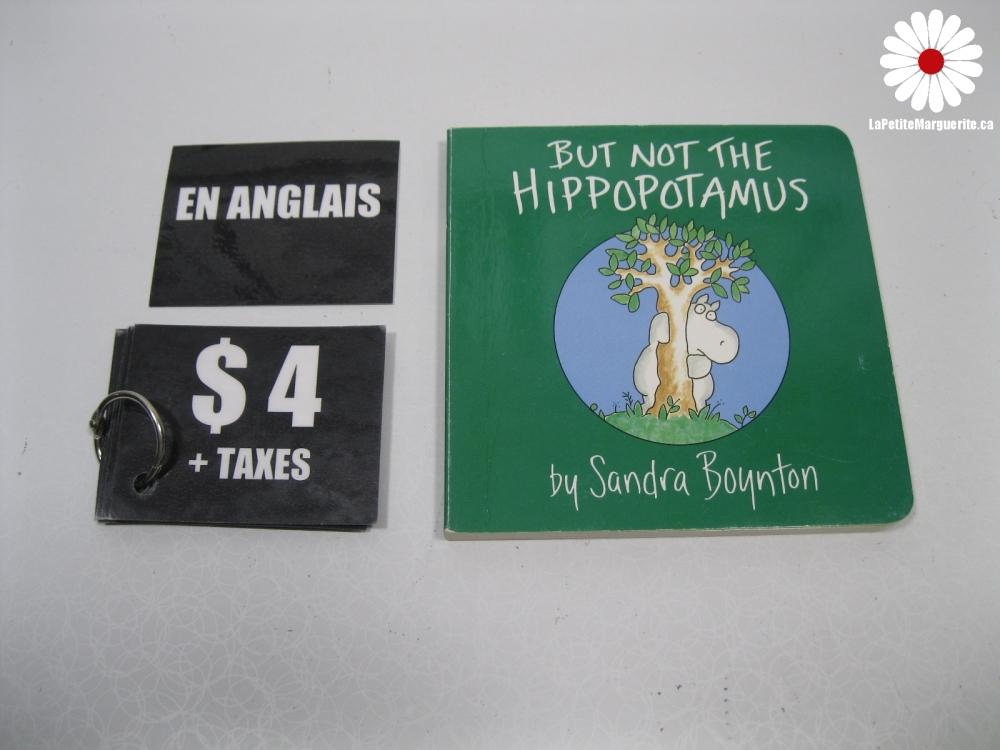 LaPetiteMarguerite.ca
EN ANGLAIS
$ 4
+ TAXES
BUT NOT THE
HIPPOPOTAMUS
by Sandra Boynton